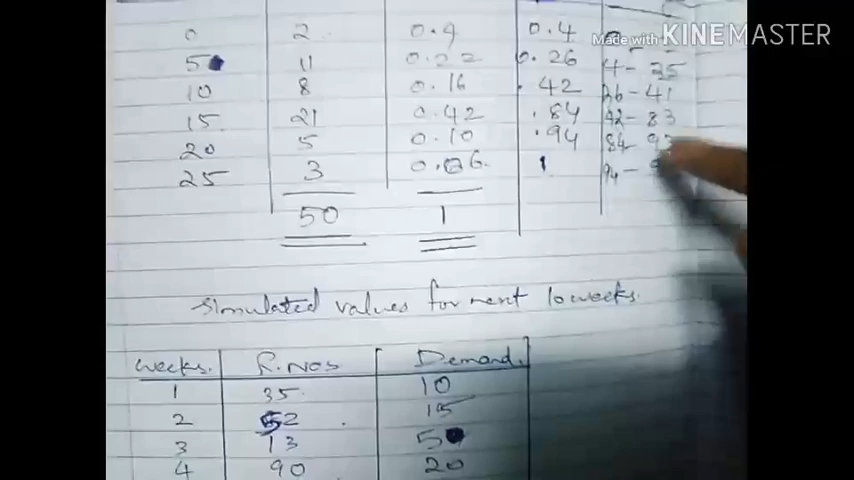 Made with KINEMASTER
0 2 0.4 0.4 0 -
5 11 0.22 0.26 4 - 25
10 8 0.16 .42 26 - 41
15 21 0.42 .84 42 - 83
20 5 0.10 .94 84 -
25 3 0.06 1 94 -
50 1
simulated values for next 10 weeks.
weeks. R.Nos Demand.
1 35 10
2 52 15
3 13 5
4 90 20